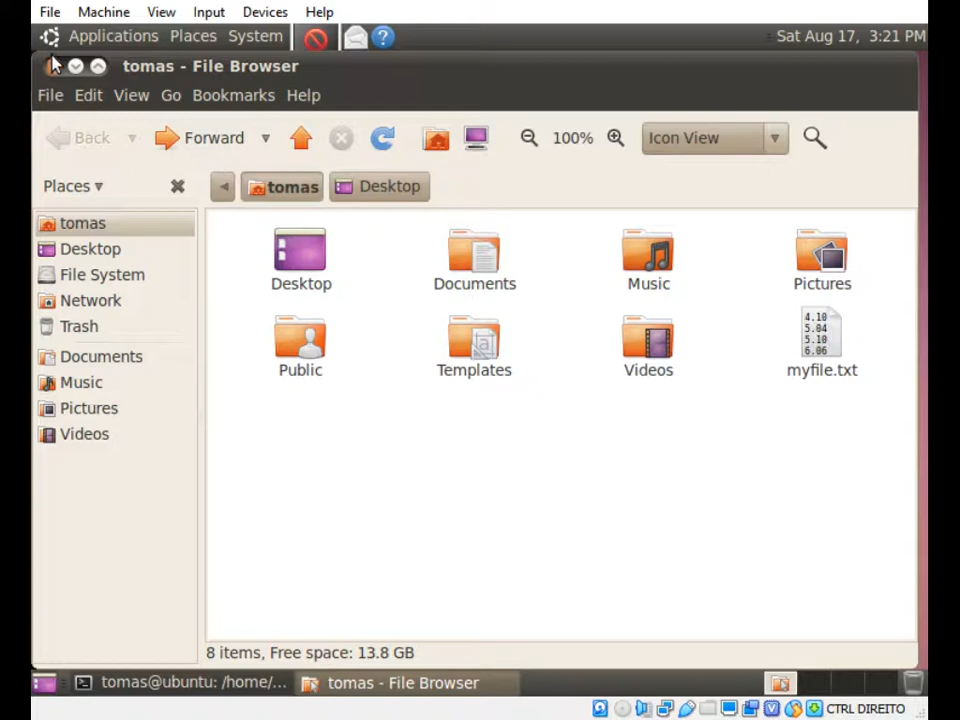 File Machine View Input Devices Help
Applications Places System Sat Aug 17, 3:21 PM
tomas - File Browser
File Edit View Go Bookmarks Help
Back Forward 100% Icon View
Places tomas Desktop
tomas
Desktop
File System
Network
Trash
Documents
Music
Pictures
Videos
Desktop Documents Music Pictures
4.10
5.04
5.10
6.06
Public Templates Videos myfile.txt
8 items, Free space: 13.8 GB
tomas@ubuntu: /home/... tomas - File Browser
CTRL DIREITO